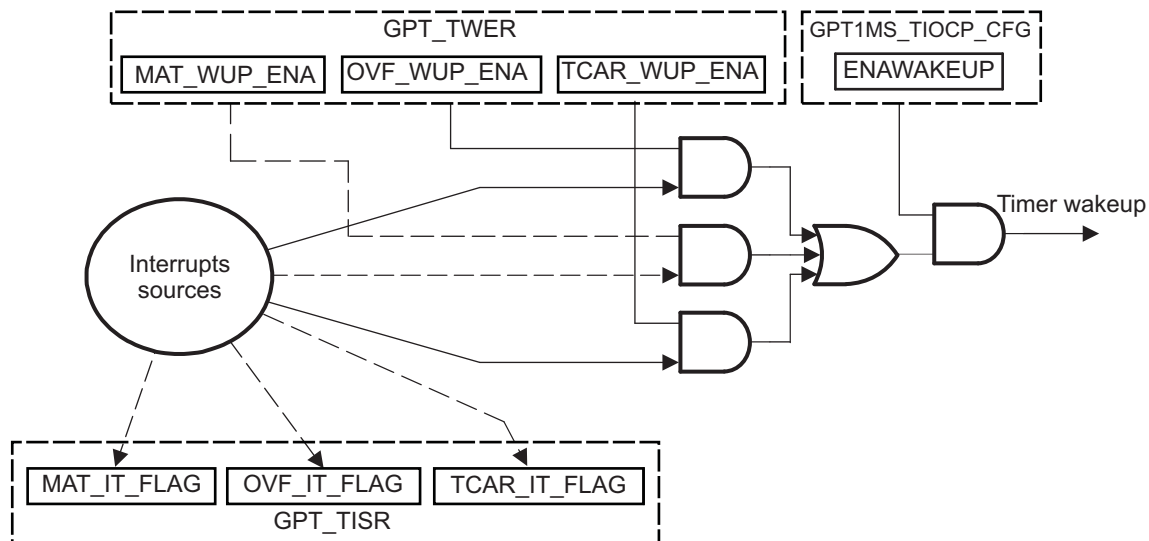 GPT_TWER
MAT_WUP_ENA
OVF_WUP_ENA
TCAR_WUP_ENA
GPT1MS_TIOCP_CFG
ENAWAKEUP
Timer wakeup
Interrupts
sources
MAT_IT_FLAG
OVF_IT_FLAG
TCAR_IT_FLAG
GPT_TISR